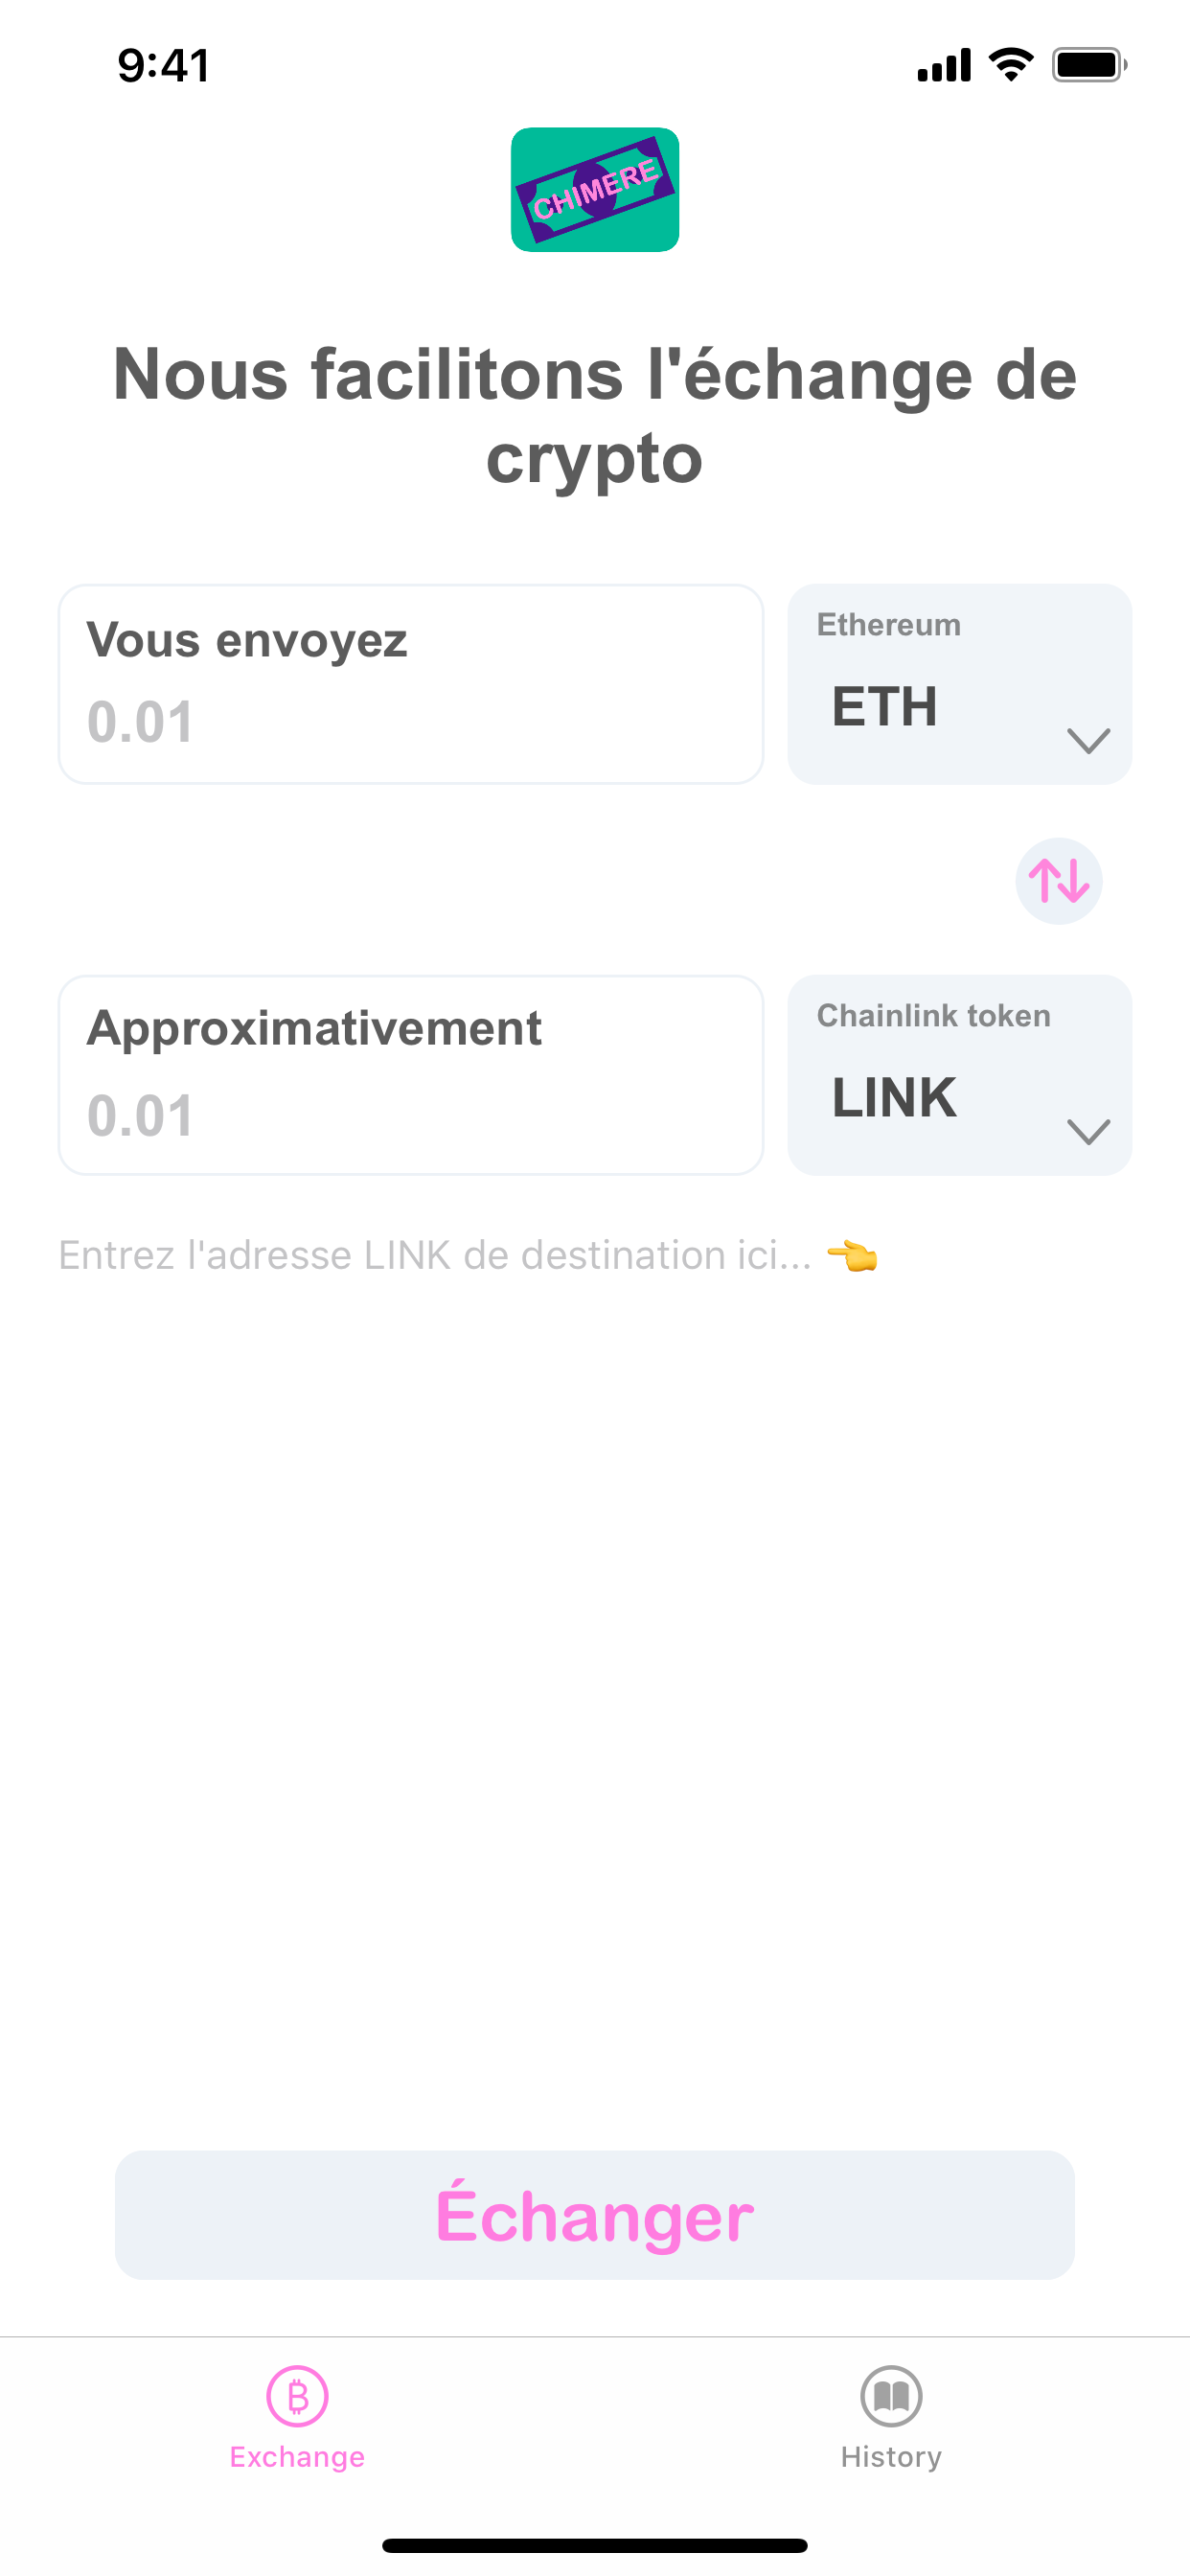 9:41
CHIMERE
Nous facilitons l'échange de
crypto
Vous envoyez
0.01
Ethereum
ETH
Approximativement
0.01
Chainlink token
LINK
Entrez l'adresse LINK de destination ici... 👈
Échanger
Exchange
History